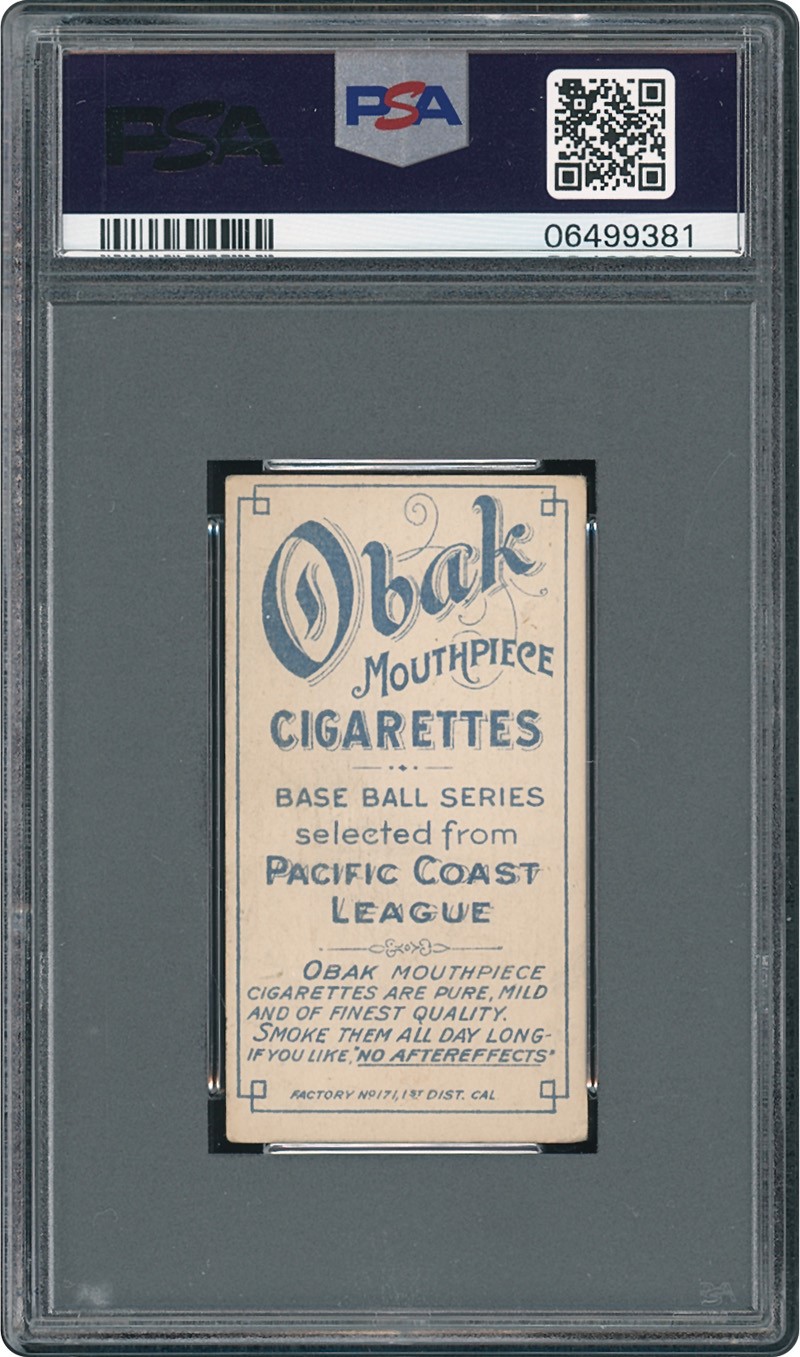 PSA
PSA
06499381
Obak
MOUTHPIECE
CIGARETTES
BASE BALL SERIES
selected from
PACIFIC COAST
LEAGUE
OBAK MOUTHPIECE
CIGARETTES ARE PURE, MILD
AND OF FINEST QUALITY.
SMOKE THEM ALL DAY LONG-
IF YOU LIKE, "NO AFTEREFFECTS"
FACTORY Nº 171, 1ST DIST. CAL